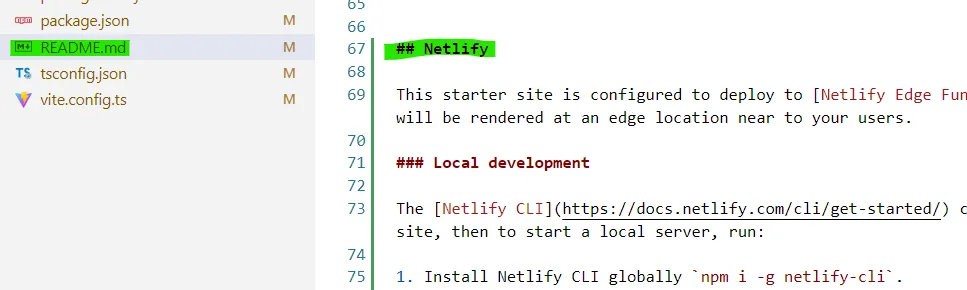 package.json M
README.md M
TS tsconfig.json M
vite.config.ts M
65
66
67 ## Netlify
68
69 This starter site is configured to deploy to [Netlify Edge Fun
will be rendered at an edge location near to your users.
70
71 ### Local development
72
73 The [Netlify CLI](https://docs.netlify.com/cli/get-started/) c
site, then to start a local server, run:
74
75 1. Install Netlify CLI globally `npm i -g netlify-cli`.